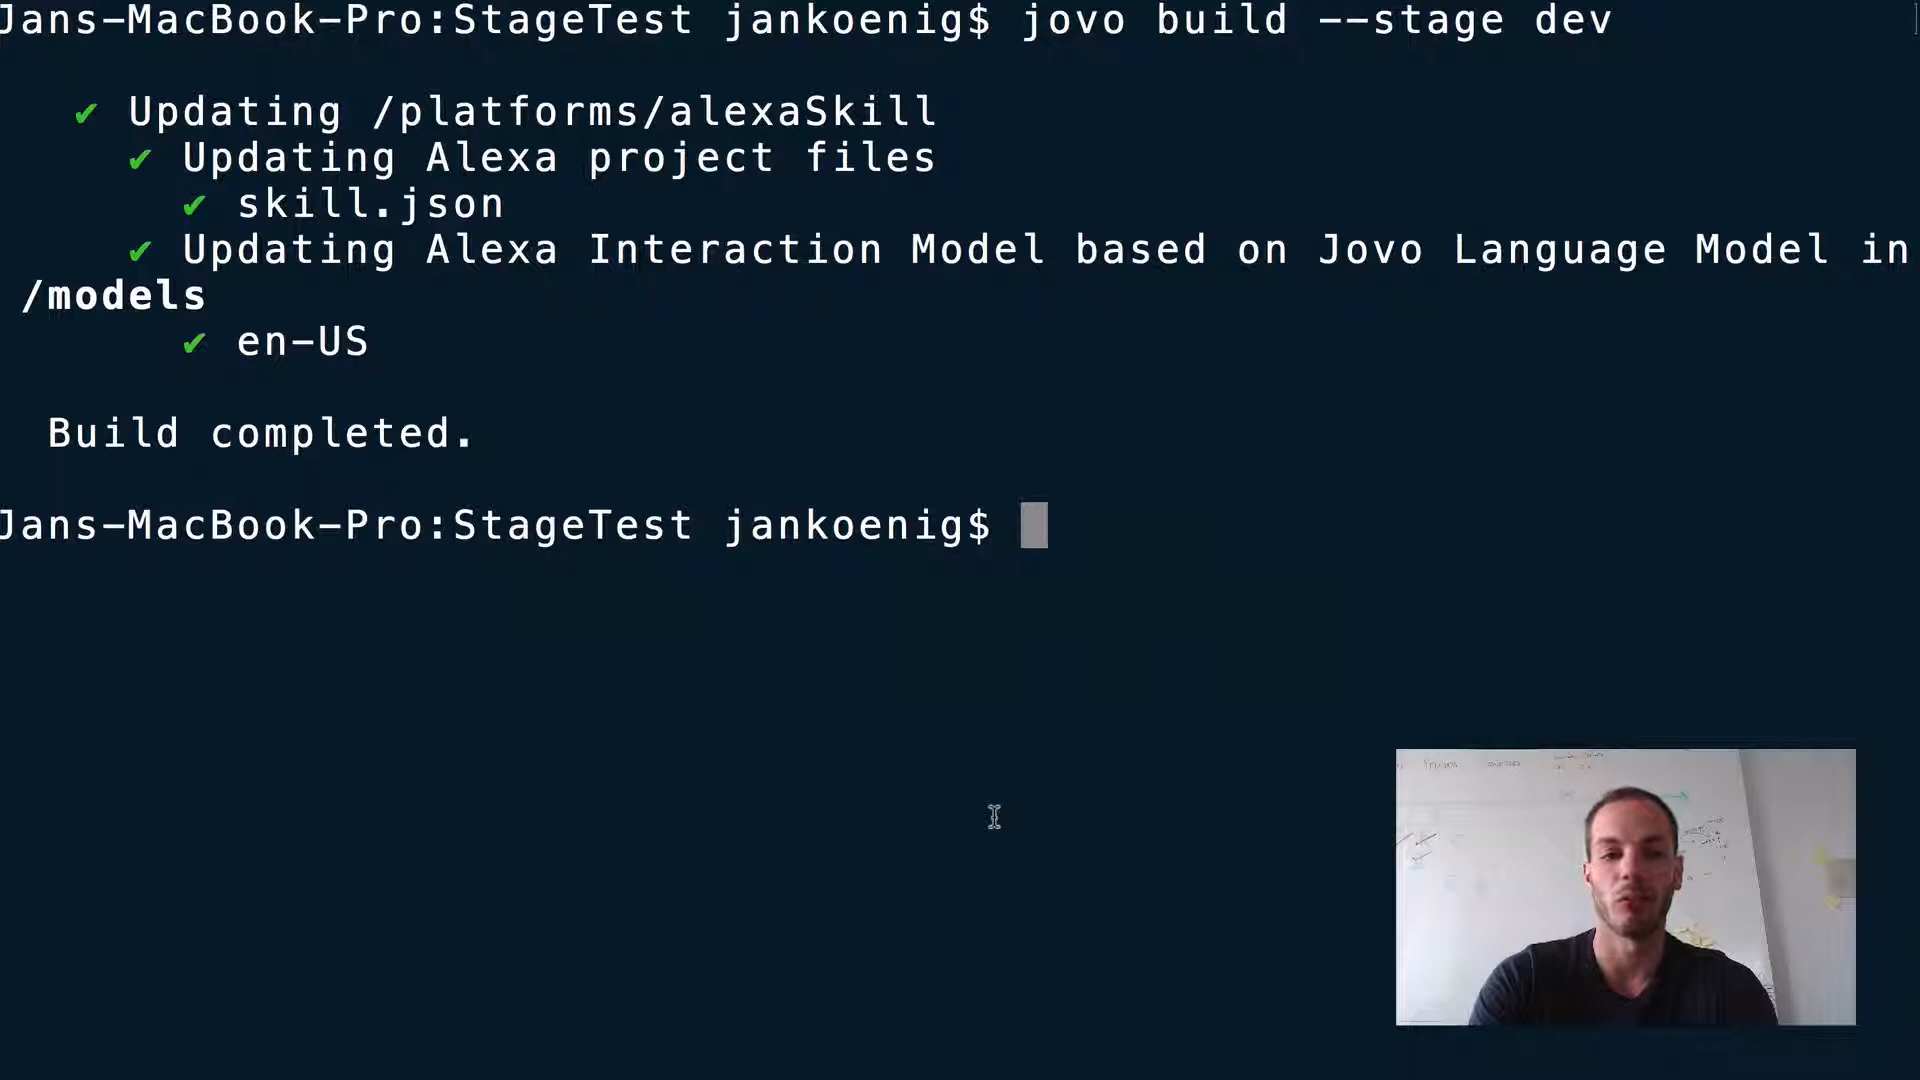 Jans-MacBook-Pro:StageTest jankoenig$ jovo build --stage dev
✔ Updating /platforms/alexaSkill
✔ Updating Alexa project files
✔ skill.json
✔ Updating Alexa Interaction Model based on Jovo Language Model in
/models
✔ en-US
Build completed.
Jans-MacBook-Pro:StageTest jankoenig$